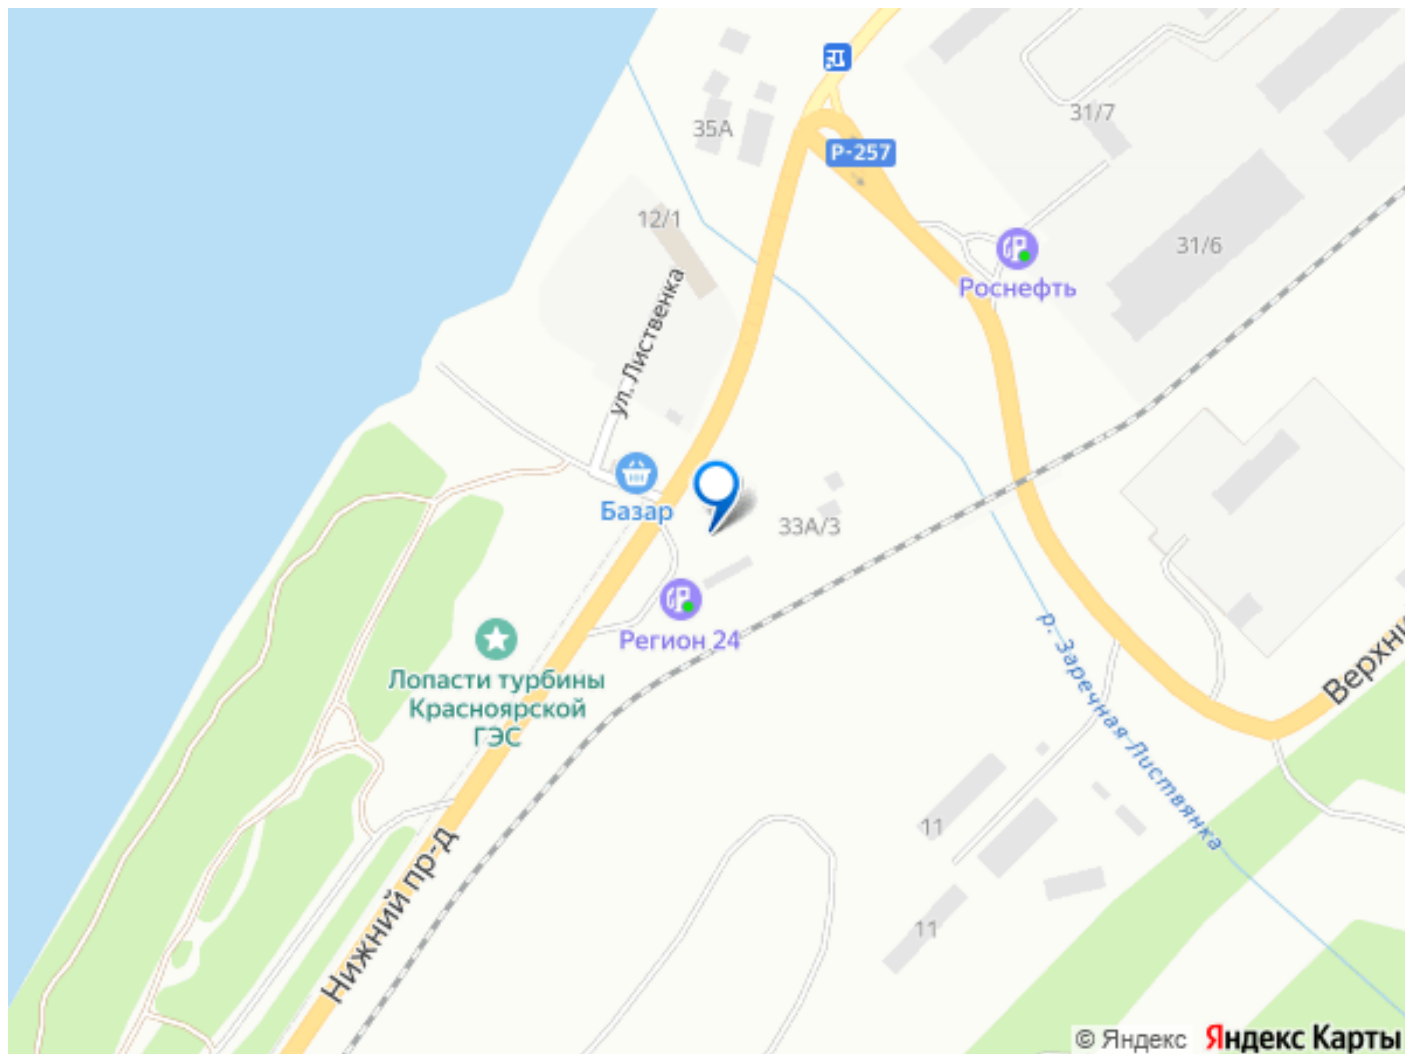 35А
31/7
Р-257
12/1
31/6
Роснефть
ул. Лиственка
Базар
33А/3
Регион 24
Лопасти турбины
Красноярской
ГЭС
р. Заречная Листвянка
Верхни
11
Нижний пр-д
11
© Яндекс Яндекс Карты